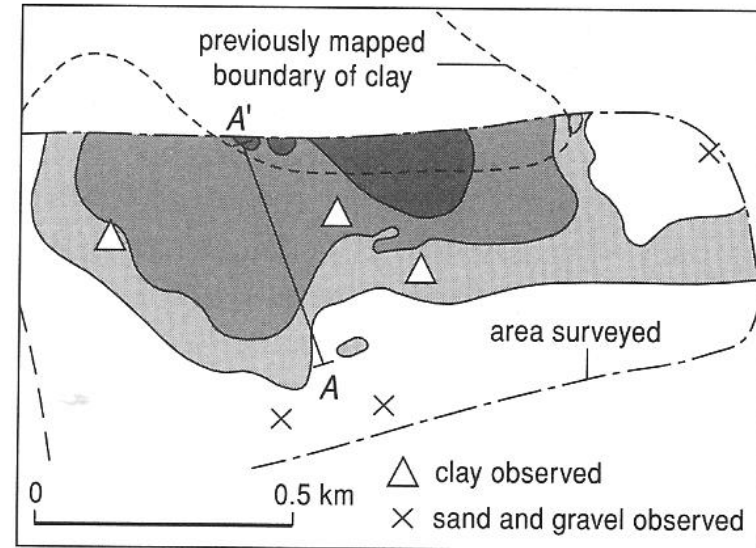 previously mapped
boundary of clay
A'
area surveyed
A
clay observed
0 0.5 km
sand and gravel observed